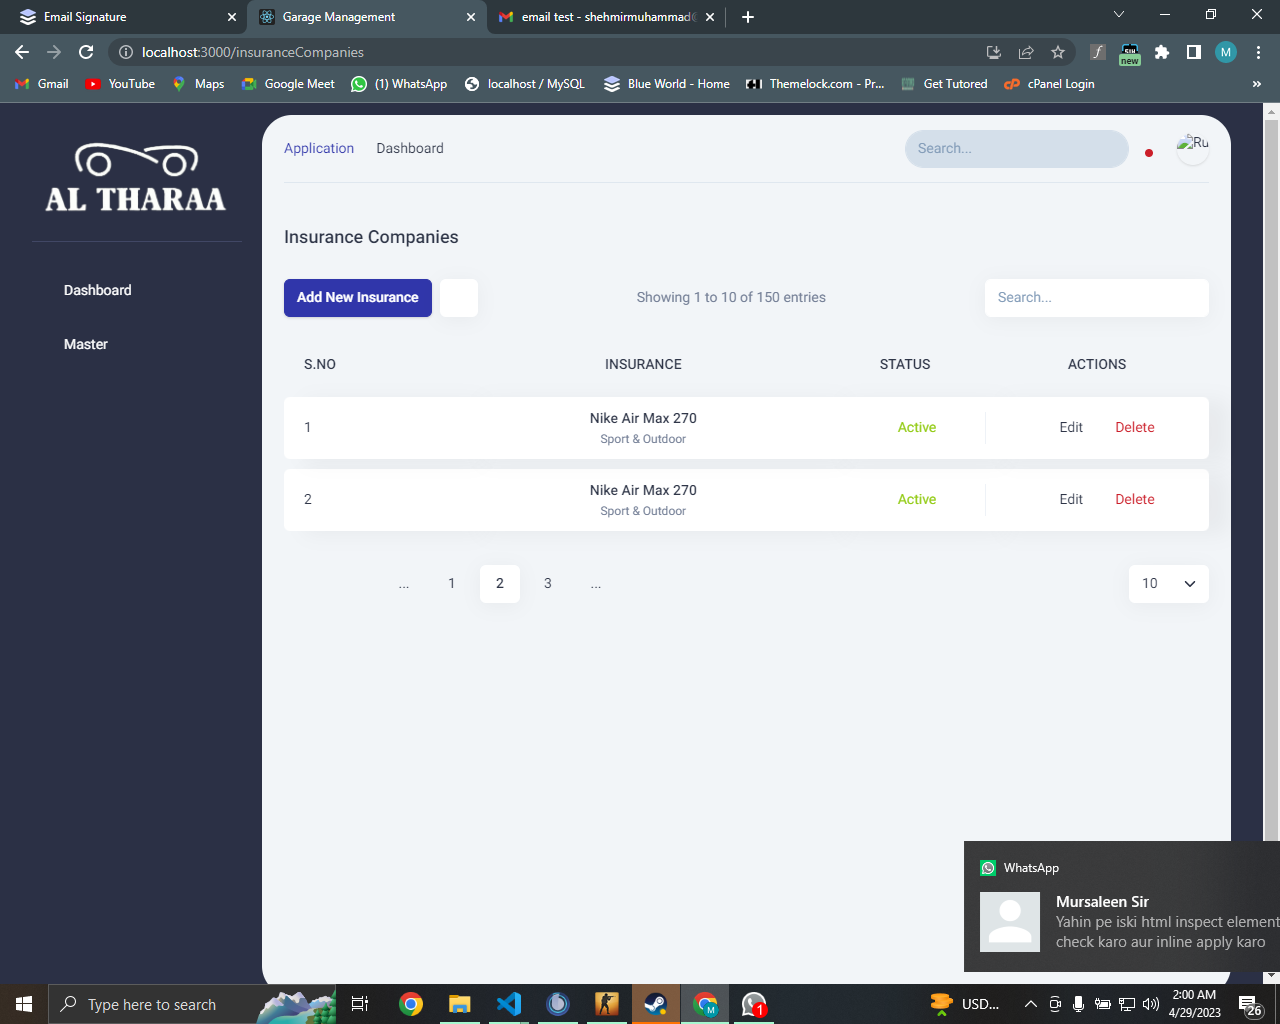 Email Signature
Garage Management
email test - shehmirmuhammad@
localhost:3000/insuranceCompanies
new
M
Gmail
YouTube
Maps
Google Meet
(1) WhatsApp
localhost / MySQL
Blue World - Home
Themelock.com - Pr...
Get Tutored
cPanel Login
»
AL THARAA
Application
Dashboard
Search...
Ru
Insurance Companies
Dashboard
Add New Insurance
Showing 1 to 10 of 150 entries
Search...
Master
S.NO
INSURANCE
STATUS
ACTIONS
1
Nike Air Max 270
Sport & Outdoor
Active
Edit
Delete
2
Nike Air Max 270
Sport & Outdoor
Active
Edit
Delete
...
1
2
3
...
10
WhatsApp
Mursaleen Sir
Yahin pe iski html inspect element
check karo aur inline apply karo
Type here to search
M
1
USD...
2:00 AM
4/29/2023
26